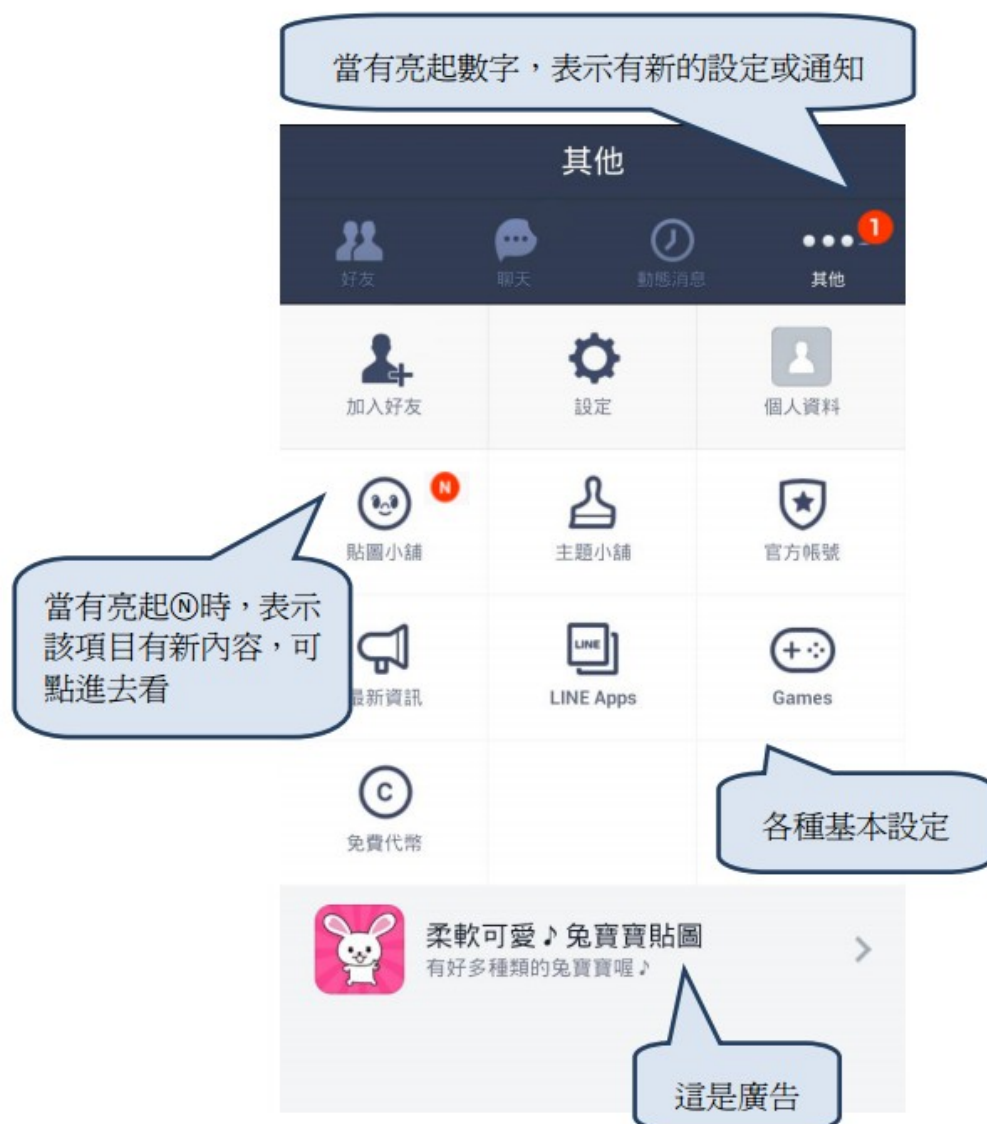 當有亮起數字，表示有新的設定或通知
其他
1
好友
聊天
動態消息
其他
加入好友
設定
個人資料
N
貼圖小舖
主題小舖
官方帳號
當有亮起Ⓝ時，表示
該項目有新內容，可
點進去看
最新資訊
LINE
LINE Apps
Games
C
免費代幣
各種基本設定
柔軟可愛♪兔寶寶貼圖
有好多種類的兔寶寶喔♪
這是廣告